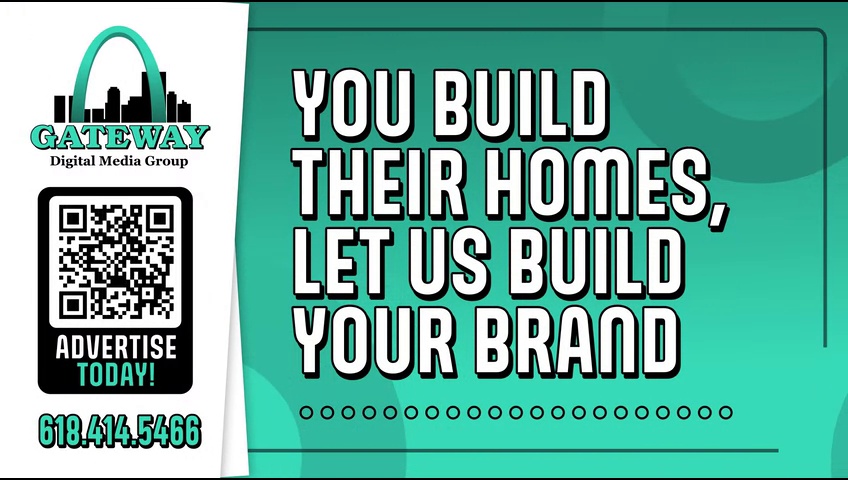 GATEWAY
Digital Media Group
ADVERTISE
TODAY!
618.414.5466
YOU BUILD
THEIR HOMES,
LET US BUILD
YOUR BRAND